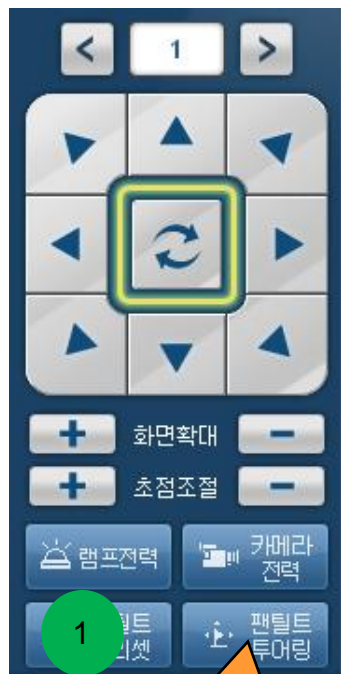 < 1 >
+ 화면확대 -
+ 초점조절 -
램프전력
카메라
전력
1
팬틸트
투어링